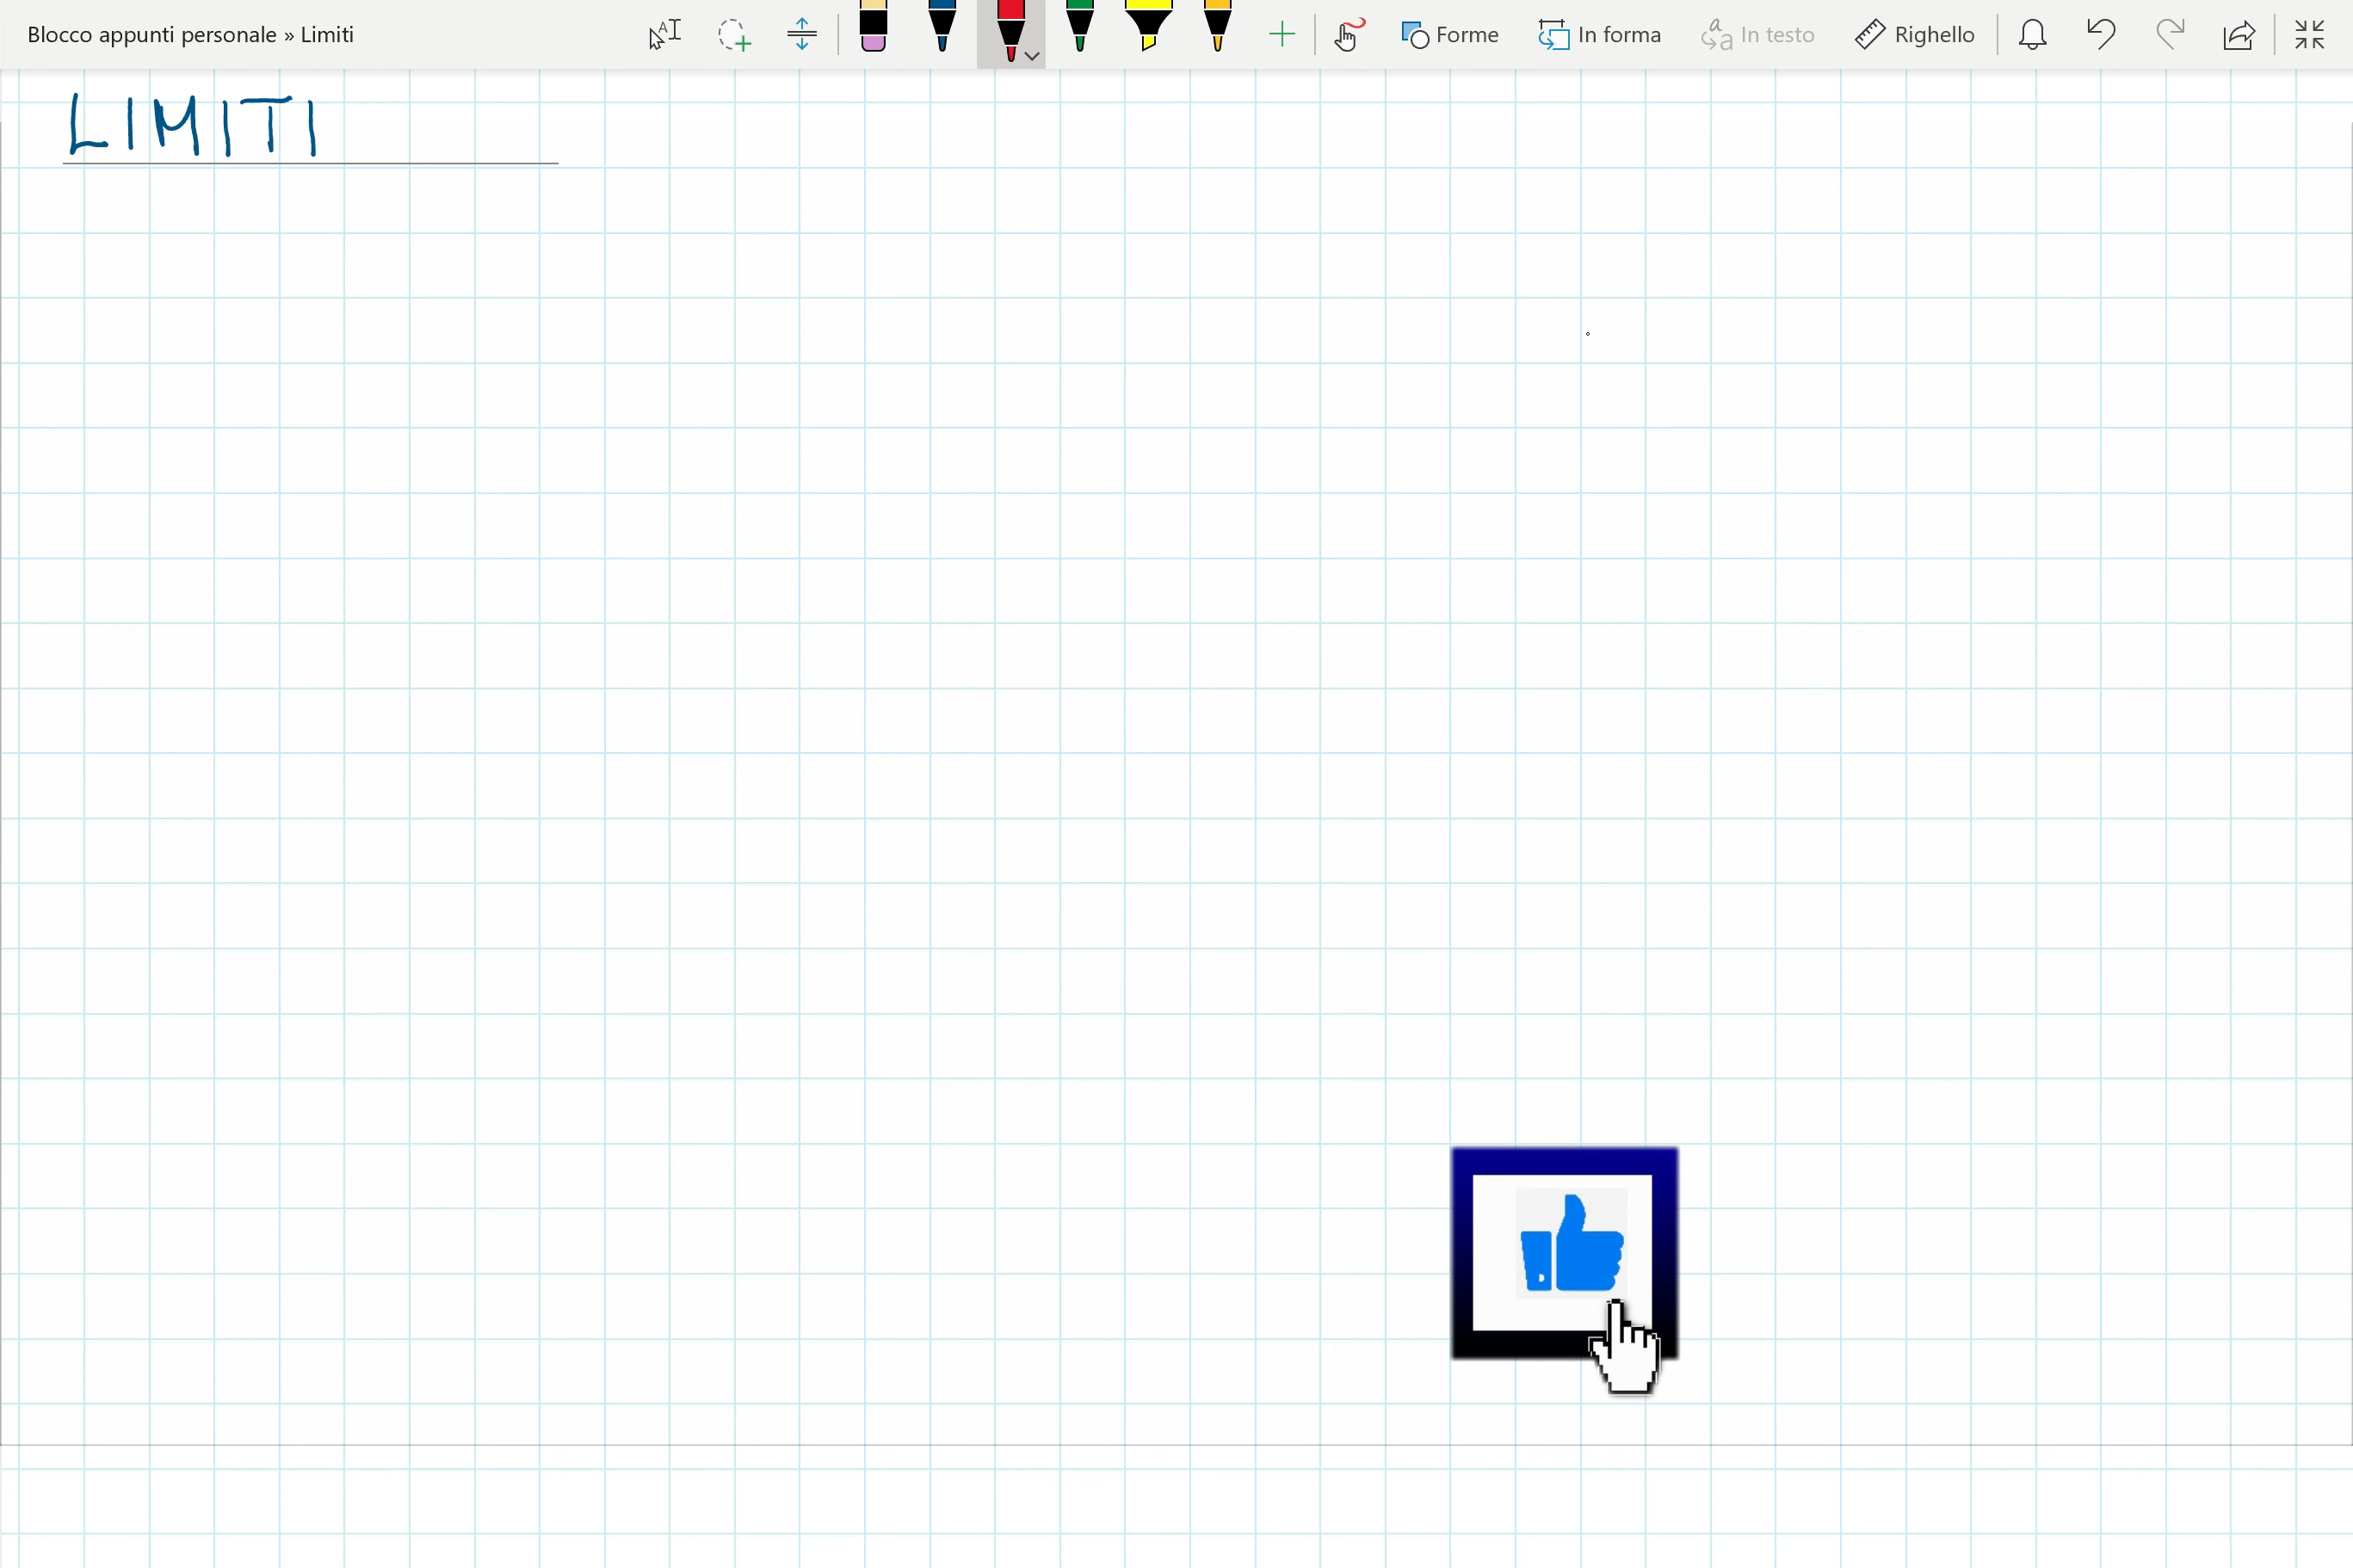 Blocco appunti personale » Limiti
Forme
In forma
In testo
Righello
LIMITI